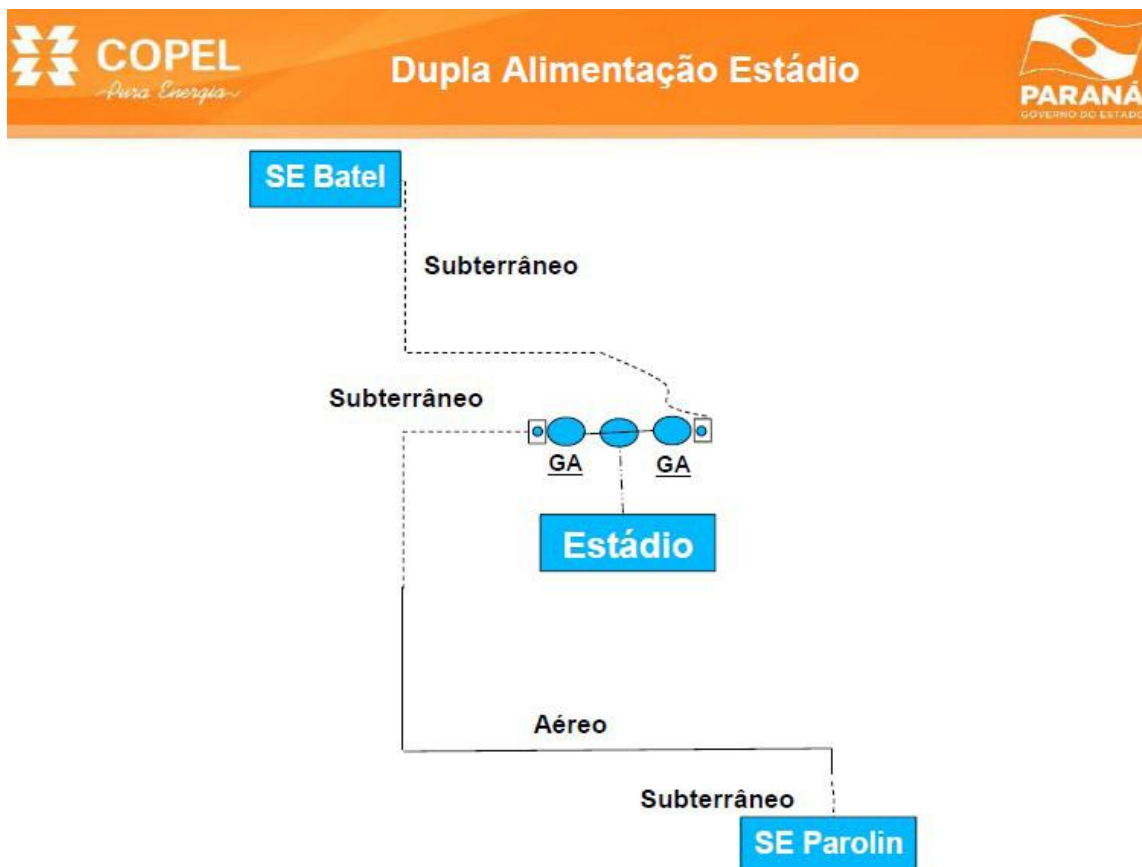 COPEL
Pura Energia
Dupla Alimentação Estádio
PARANÁ
GOVERNO DO ESTADO
SE Batel
Subterrâneo
Subterrâneo
GA
GA
Estádio
Aéreo
Subterrâneo
SE Parolin